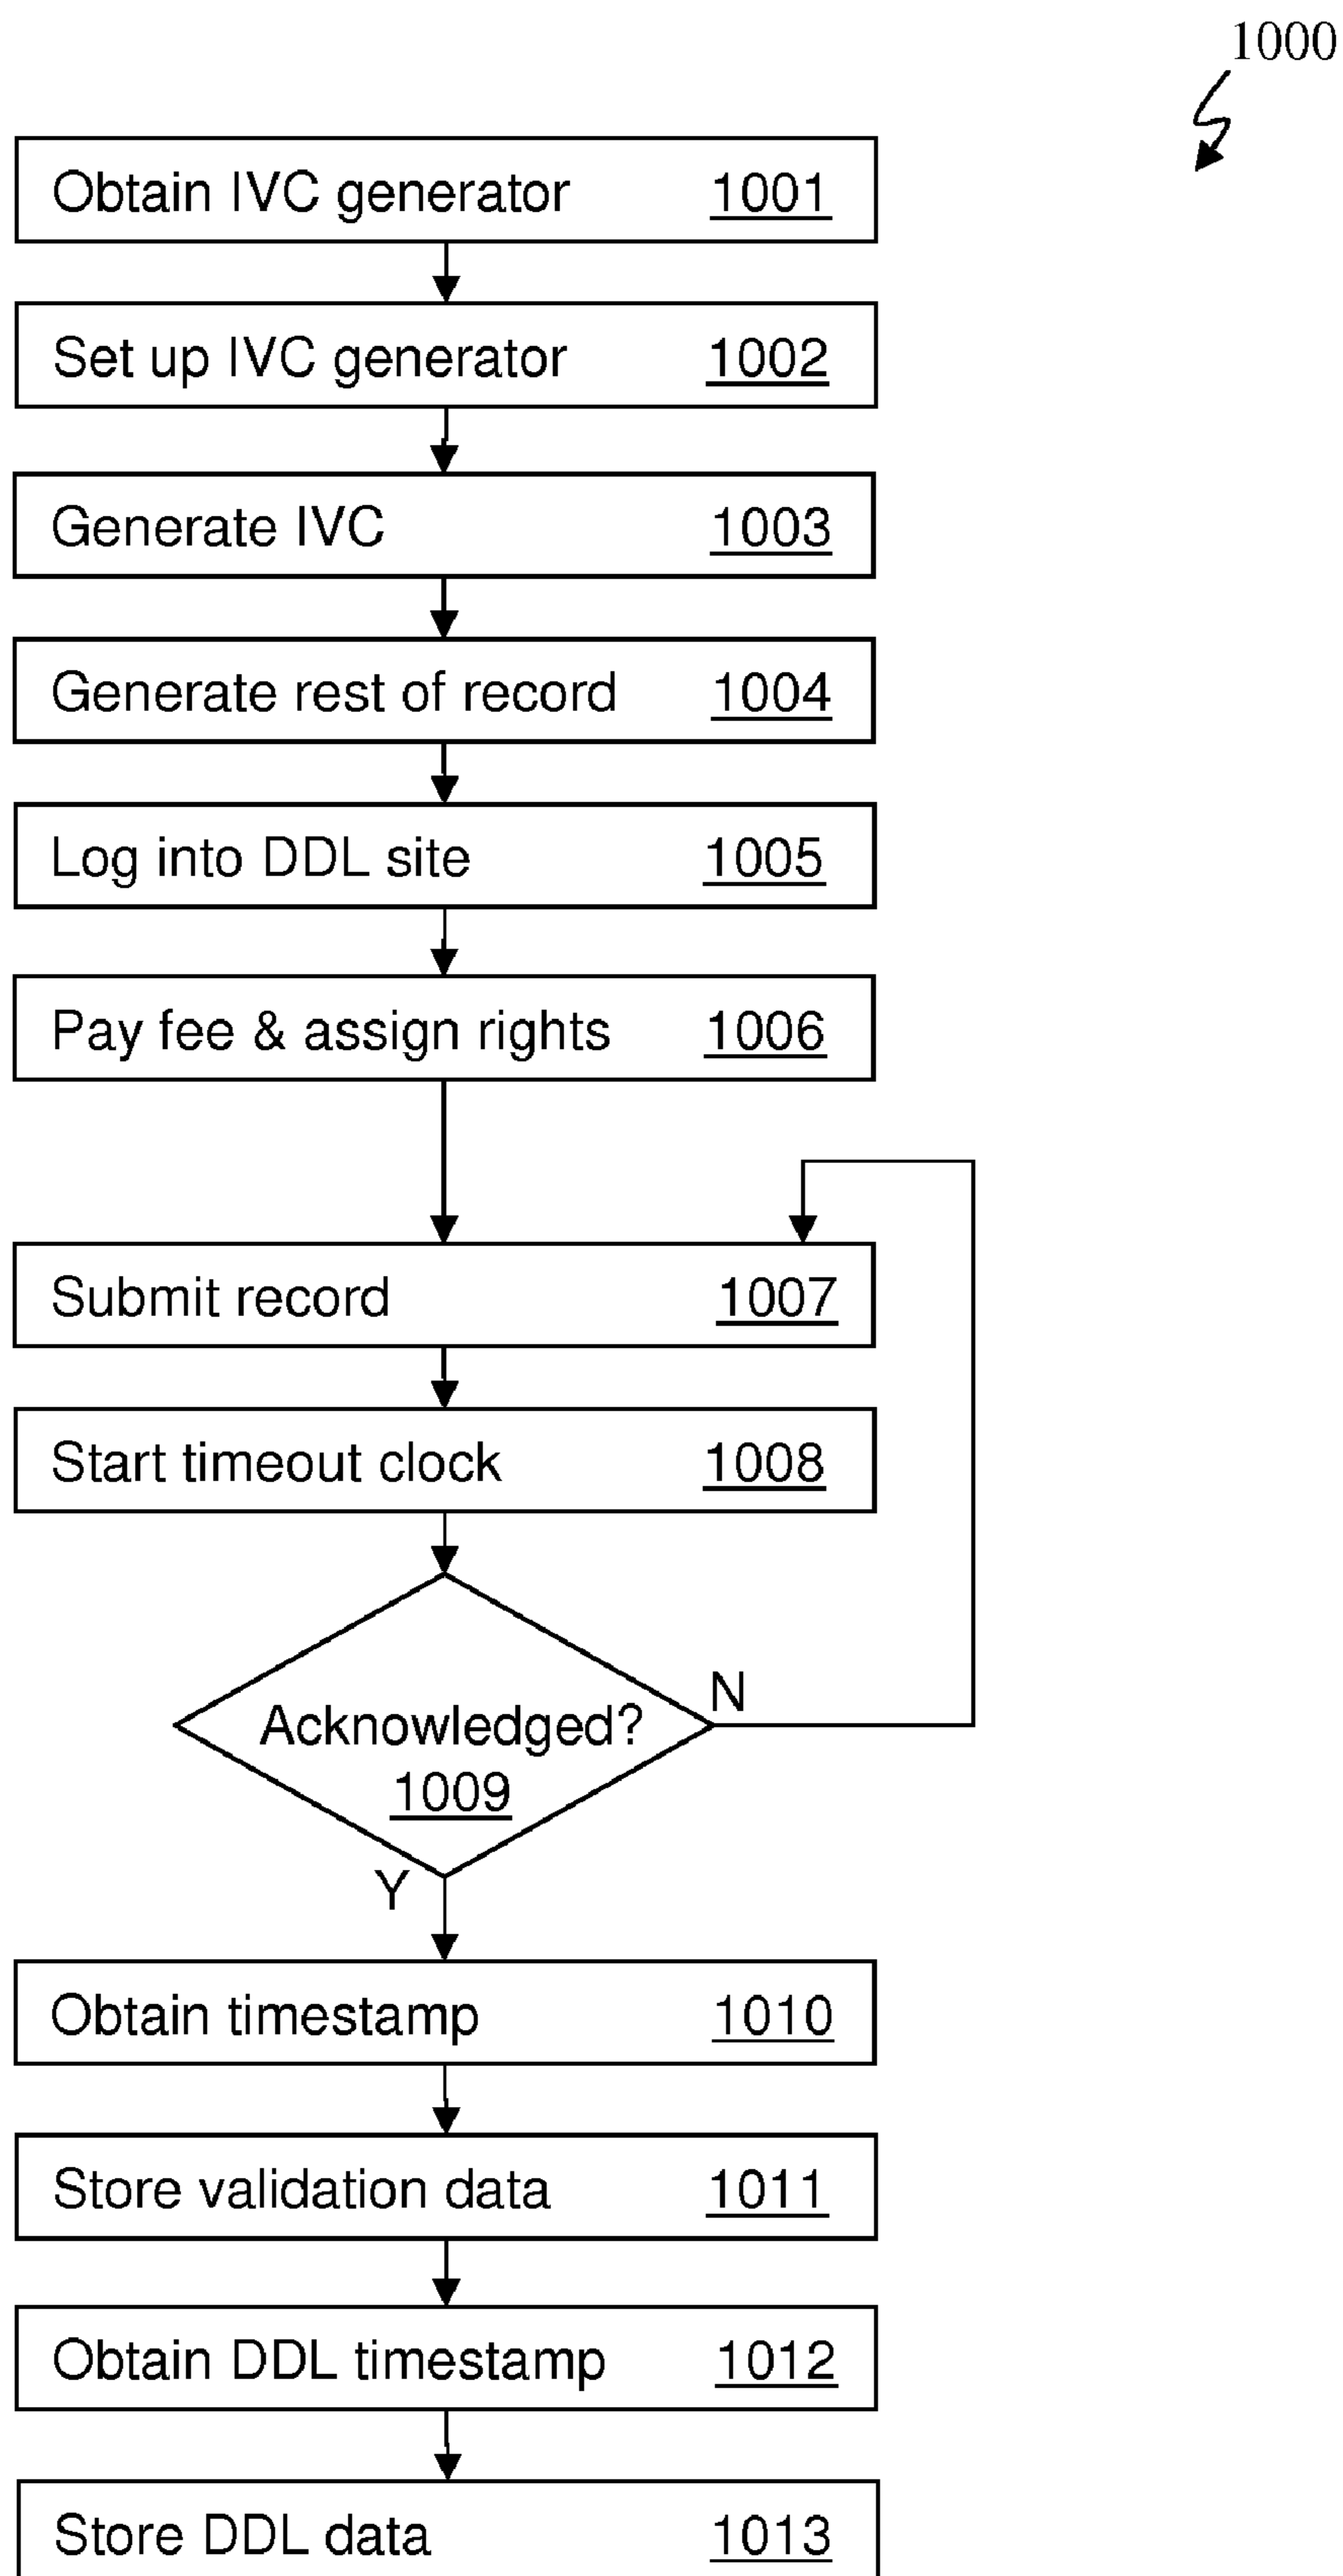 1000
Obtain IVC generator 1001
Set up IVC generator 1002
Generate IVC 1003
Generate rest of record 1004
Log into DDL site 1005
Pay fee & assign rights 1006
Submit record 1007
Start timeout clock 1008
Acknowledged? N
1009
Y
Obtain timestamp 1010
Store validation data 1011
Obtain DDL timestamp 1012
Store DDL data 1013